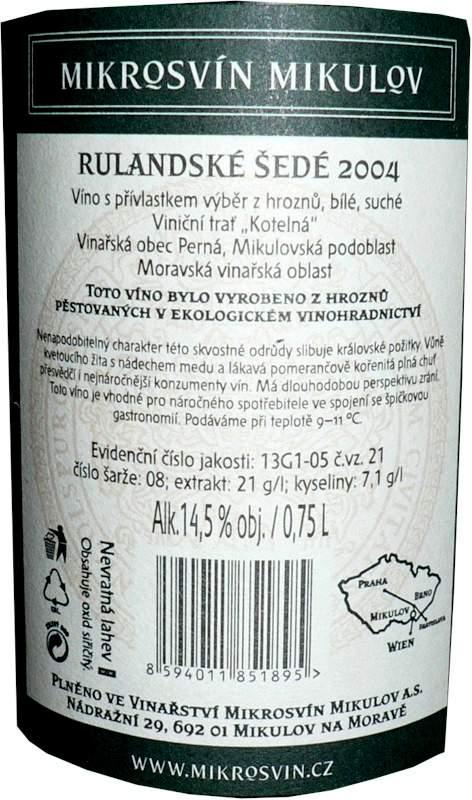 MIKROSVÍN MIKULOV
RULANDSKÉ ŠEDÉ 2004
Víno s přívlastkem výběr z hroznů, bílé, suché
Viniční trať „Kotelná“
Vinařská obec Perná, Mikulovská podoblast
Moravská vinařská oblast
TOTO VÍNO BYLO VYROBENO Z HROZNŮ
PĚSTOVANÝCH V EKOLOGICKÉM VINOHRADNICTVÍ
Nenapodobitelný charakter této skvostné odrůdy slibuje královské požitky. Vůně
kvetoucího žita s nádechem medu a lákavá pomerančově kořenitá plná chuť
přesvědčí i nejnáročnější konzumenty vín. Má dlouhodobou perspektivu zrání.
Toto víno je vhodné pro náročného spotřebitele ve spojení se špičkovou
gastronomií. Podáváme při teplotě 9–11 °C.
Evidenční číslo jakosti: 13G1-05 č.vz. 21
číslo šarže: 08; extrakt: 21 g/l; kyseliny: 7,1 g/l
Alk.14,5 % obj. / 0,75 L
Nevratná lahev
Obsahuje oxid siřičitý.
8 594011 851895 >
PRAHA
BRNO
MIKULOV
BRATISLAVA
WIEN
PLNĚNO VE VINAŘSTVÍ MIKROSVÍN MIKULOV A.S.
NÁDRAŽNÍ 29, 692 01 MIKULOV NA MORAVĚ
WWW.MIKROSVIN.CZ